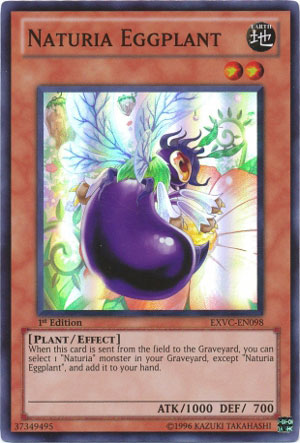 NATURIA EGGPLANT
EARTH
地
1st Edition
EXVC-EN098
[PLANT/EFFECT]
When this card is sent from the field to the Graveyard, you can
select 1 "Naturia" monster in your Graveyard, except "Naturia
Eggplant", and add it to your hand.
ATK/1000 DEF/ 700
37349495
©1996 KAZUKI TAKAHASHI